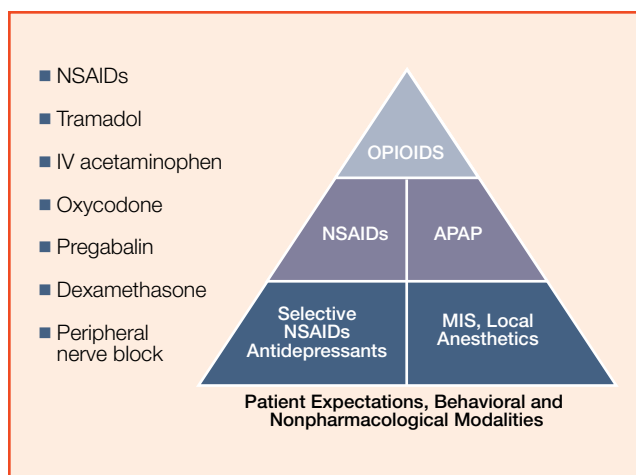 NSAIDs
Tramadol
IV acetaminophen
Oxycodone
Pregabalin
Dexamethasone
Peripheral
nerve block
OPIOIDS
NSAIDs
APAP
Selective
NSAIDs
Antidepressants
MIS, Local
Anesthetics
Patient Expectations, Behavioral and
Nonpharmacological Modalities